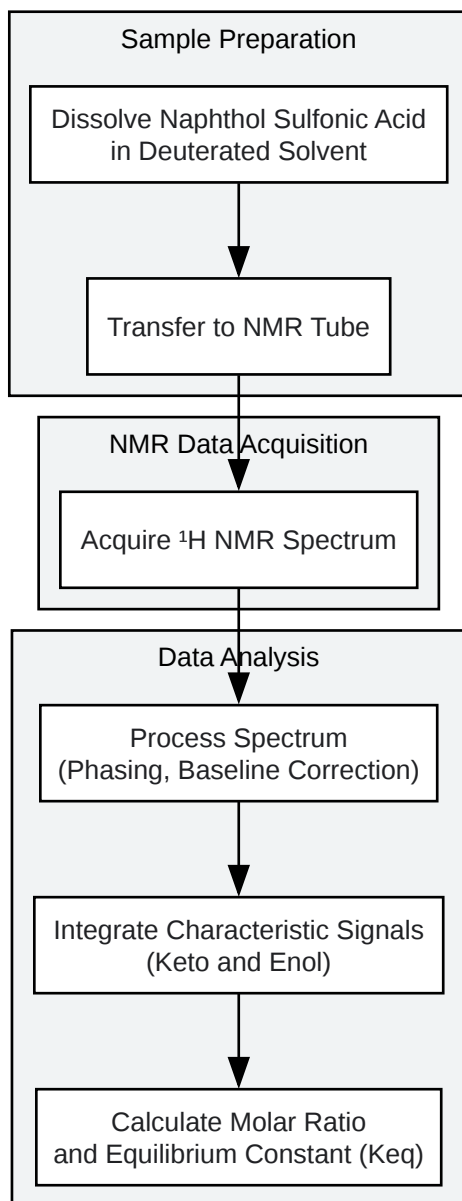 Sample Preparation
Dissolve Naphthol Sulfonic Acid
in Deuterated Solvent
Transfer to NMR Tube
NMR Data Acquisition
Acquire ¹H NMR Spectrum
Data Analysis
Process Spectrum
(Phasing, Baseline Correction)
Integrate Characteristic Signals
(Keto and Enol)
Calculate Molar Ratio
and Equilibrium Constant (Keq)